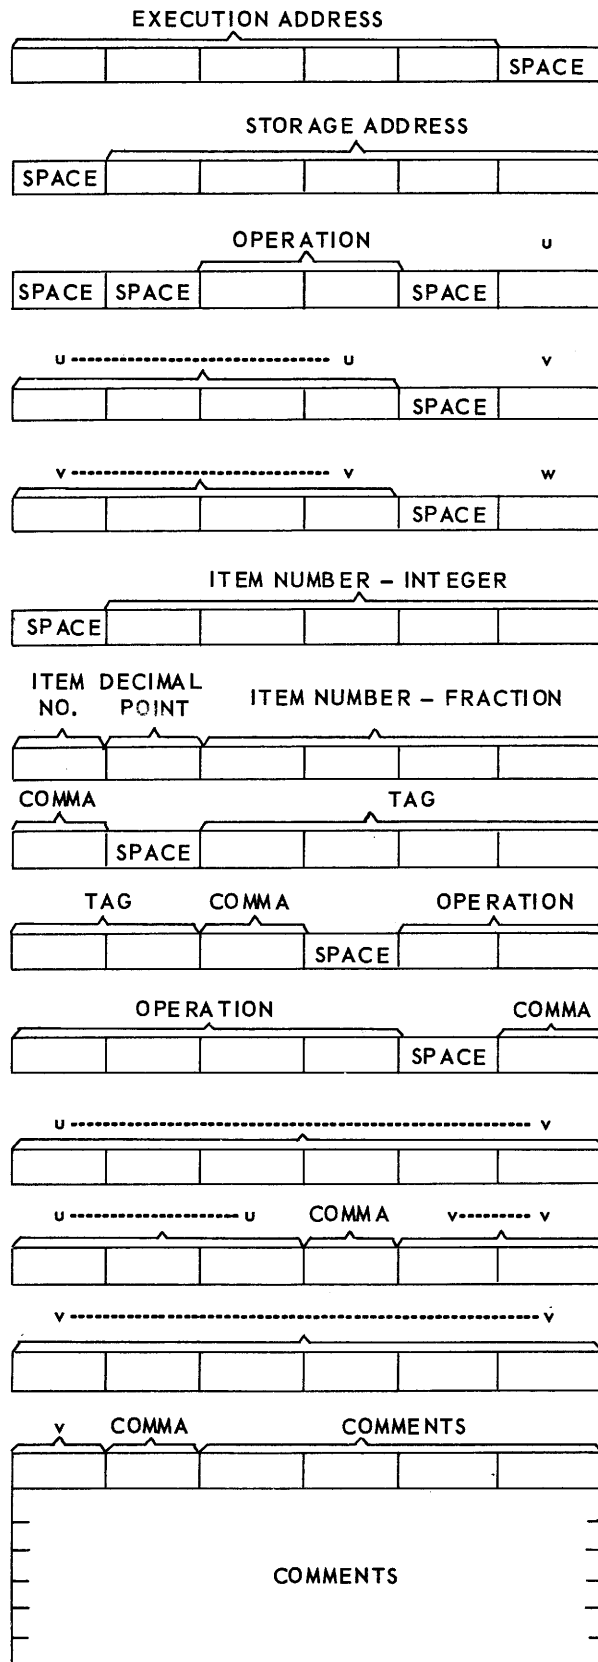 EXECUTION ADDRESS
SPACE
STORAGE ADDRESS
SPACE
OPERATION u
SPACE SPACE SPACE
u u v
SPACE
v v w
SPACE
ITEM NUMBER – INTEGER
SPACE
ITEM DECIMAL
NO. POINT ITEM NUMBER – FRACTION
COMMA TAG
SPACE
TAG COMMA OPERATION
SPACE
OPERATION COMMA
SPACE
u v
u u COMMA v v
v v
v COMMA COMMENTS
COMMENTS